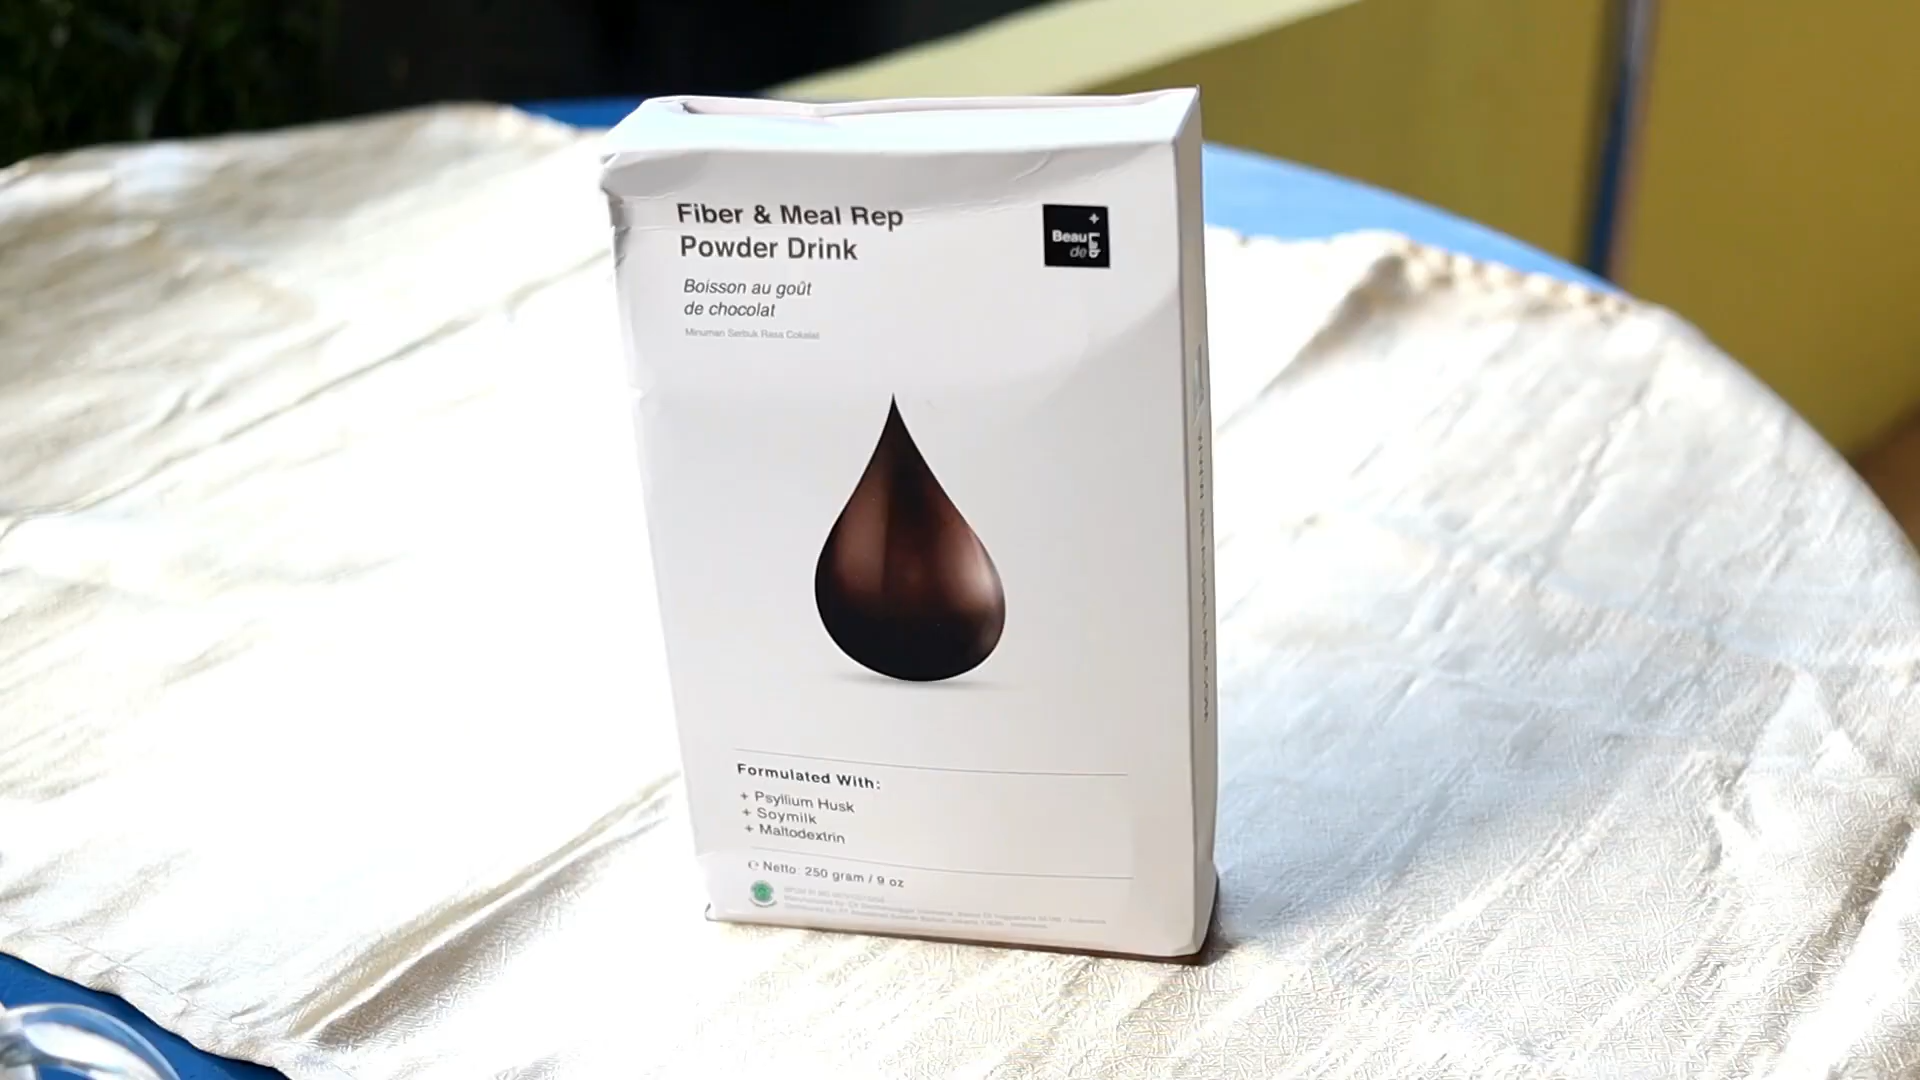 Fiber & Meal Rep
Powder Drink
Beau
de
Boisson au goût
de chocolat
Minuman Serbuk Rasa Cokelat
Formulated With:
+ Psyllium Husk
+ Soymilk
+ Maltodextrin
℮ Netto: 250 gram / 9 oz